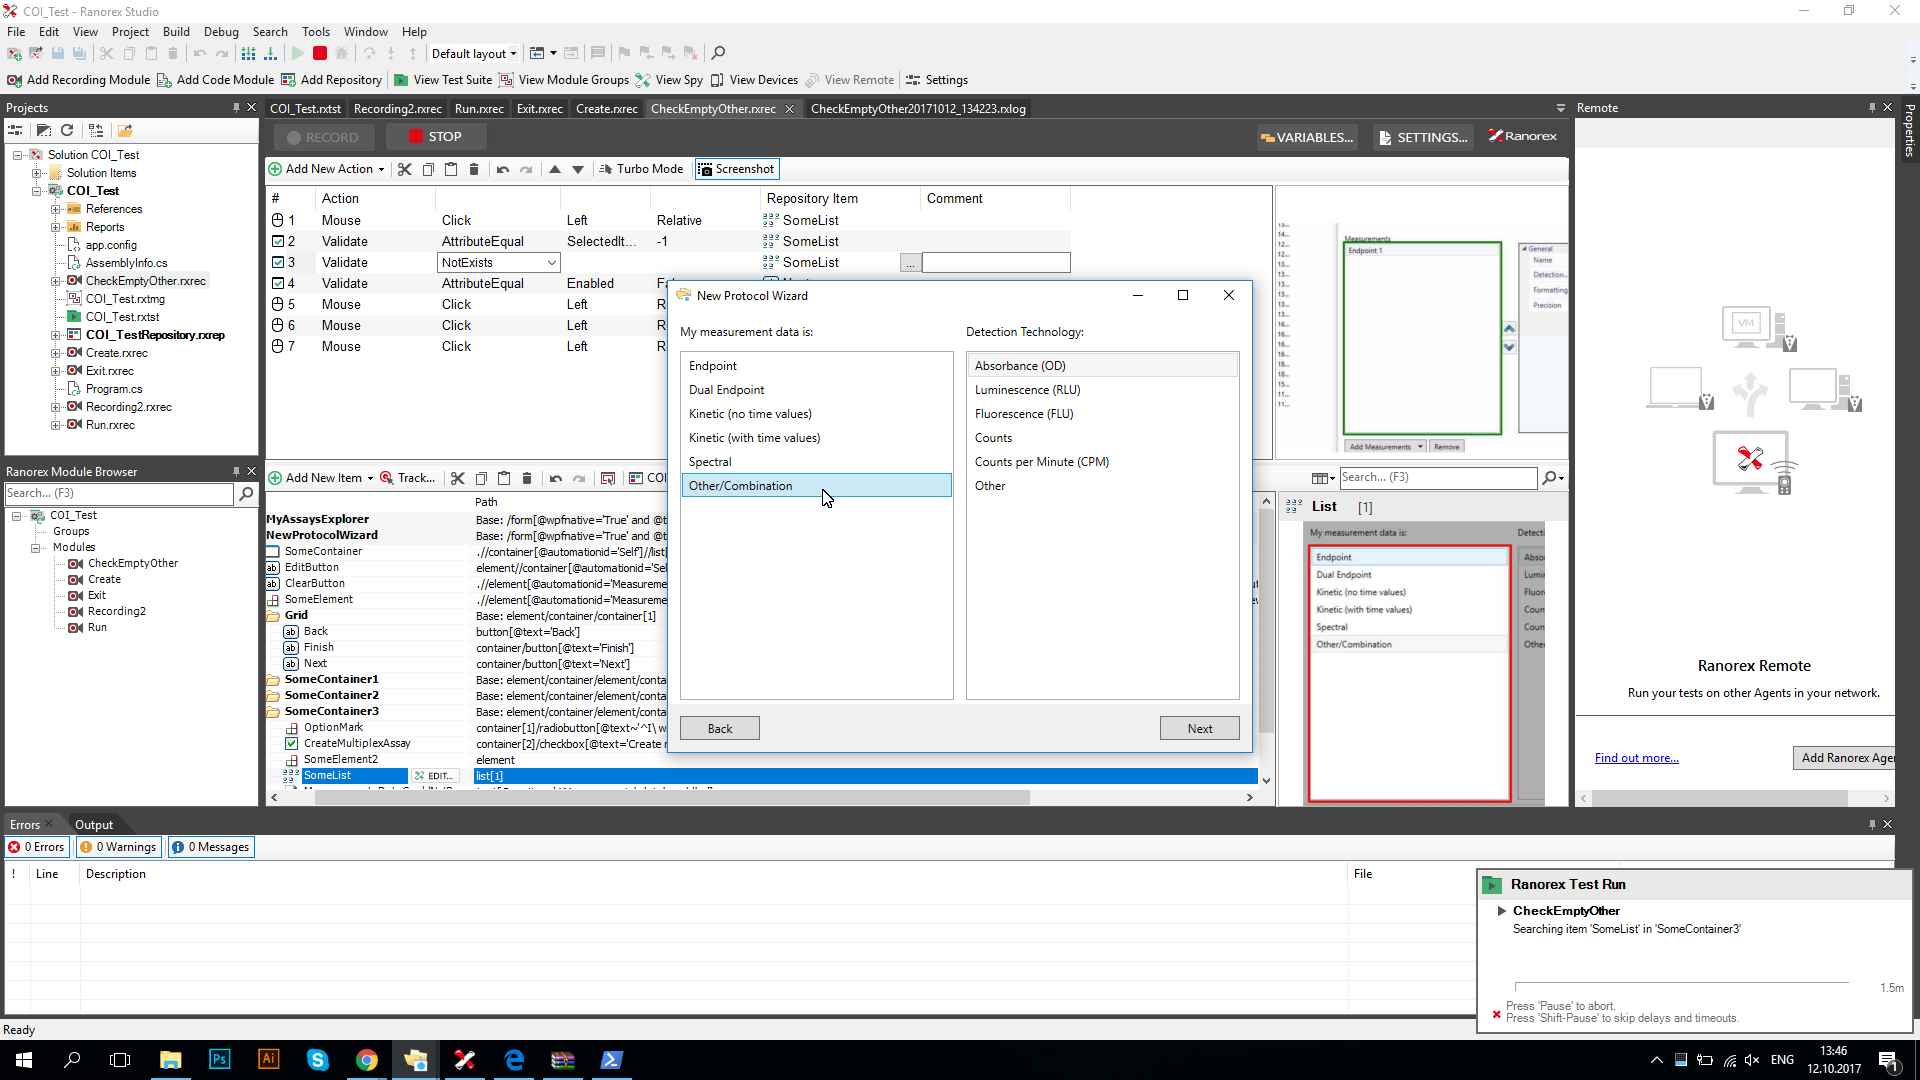 COI_Test - Ranorex Studio
File Edit View Project Build Debug Search Tools Window Help
Default layout
Add Recording Module Add Code Module Add Repository View Test Suite View Module Groups View Spy View Devices View Remote Settings
Projects
COI_Test.rxtst Recording2.rxrec Run.rxrec Exit.rxrec Create.rxrec CheckEmptyOther.rxrec CheckEmptyOther20171012_134223.rxlog
Remote
Properties
RECORD STOP VARIABLES... SETTINGS... Ranorex
Solution COI_Test
Solution Items
COI_Test
References
Reports
app.config
AssemblyInfo.cs
CheckEmptyOther.rxrec
COI_Test.rxtmg
COI_Test.rxtst
COI_TestRepository.rxrep
Create.rxrec
Exit.rxrec
Program.cs
Recording2.rxrec
Run.rxrec
Add New Action Turbo Mode Screenshot
# Action Repository Item Comment
1 Mouse Click Left Relative SomeList
2 Validate AttributeEqual SelectedIt... -1 SomeList
3 Validate NotExists SomeList ...
4 Validate AttributeEqual Enabled
5 Mouse Click Left
6 Mouse Click Left
7 Mouse Click Left
Measurements
Endpoint 1
General
Name
Detection...
Formatting
Precision
Add Measurements Remove
New Protocol Wizard
My measurement data is: Detection Technology:
Endpoint
Dual Endpoint
Kinetic (no time values)
Kinetic (with time values)
Spectral
Other/Combination
Absorbance (OD)
Luminescence (RLU)
Fluorescence (FLU)
Counts
Counts per Minute (CPM)
Other
Back Next
Ranorex Module Browser
Search... (F3)
COI_Test
Groups
Modules
CheckEmptyOther
Create
Exit
Recording2
Run
Add New Item Track... COI
Search... (F3)
Path
MyAssaysExplorer Base: /form[@wpfnative='True' and @t
NewProtocolWizard Base: /form[@wpfnative='True' and @t
SomeContainer .//container[@automationid='Self']//list[
EditButton element//container[@automationid='Se
ClearButton .//element[@automationid='Measureme
SomeElement .//element[@automationid='Measureme
Grid Base: element/container/container[1]
Back button[@text='Back']
Finish container/button[@text='Finish']
Next container/button[@text='Next']
SomeContainer1 Base: element/container/element/conta
SomeContainer2 Base: element/container/element/conta
SomeContainer3 Base: element/container/element/conta
OptionMark container[1]/radiobutton[@text~'^I\ w
CreateMultiplexAssay container[2]/checkbox[@text='Create
SomeElement2 element
SomeList EDIT... list[1]
List [1]
My measurement data is: Detecti
Endpoint
Dual Endpoint
Kinetic (no time values)
Kinetic (with time values)
Spectral
Other/Combination
VM
Ranorex Remote
Run your tests on other Agents in your network.
Find out more... Add Ranorex Age
Errors Output
0 Errors 0 Warnings 0 Messages
! Line Description File
Ranorex Test Run
CheckEmptyOther
Searching item 'SomeList' in 'SomeContainer3'
1.5m
Press 'Pause' to abort.
Press 'Shift-Pause' to skip delays and timeouts.
Ready
Ps Ai
ENG
13:46
12.10.2017
1